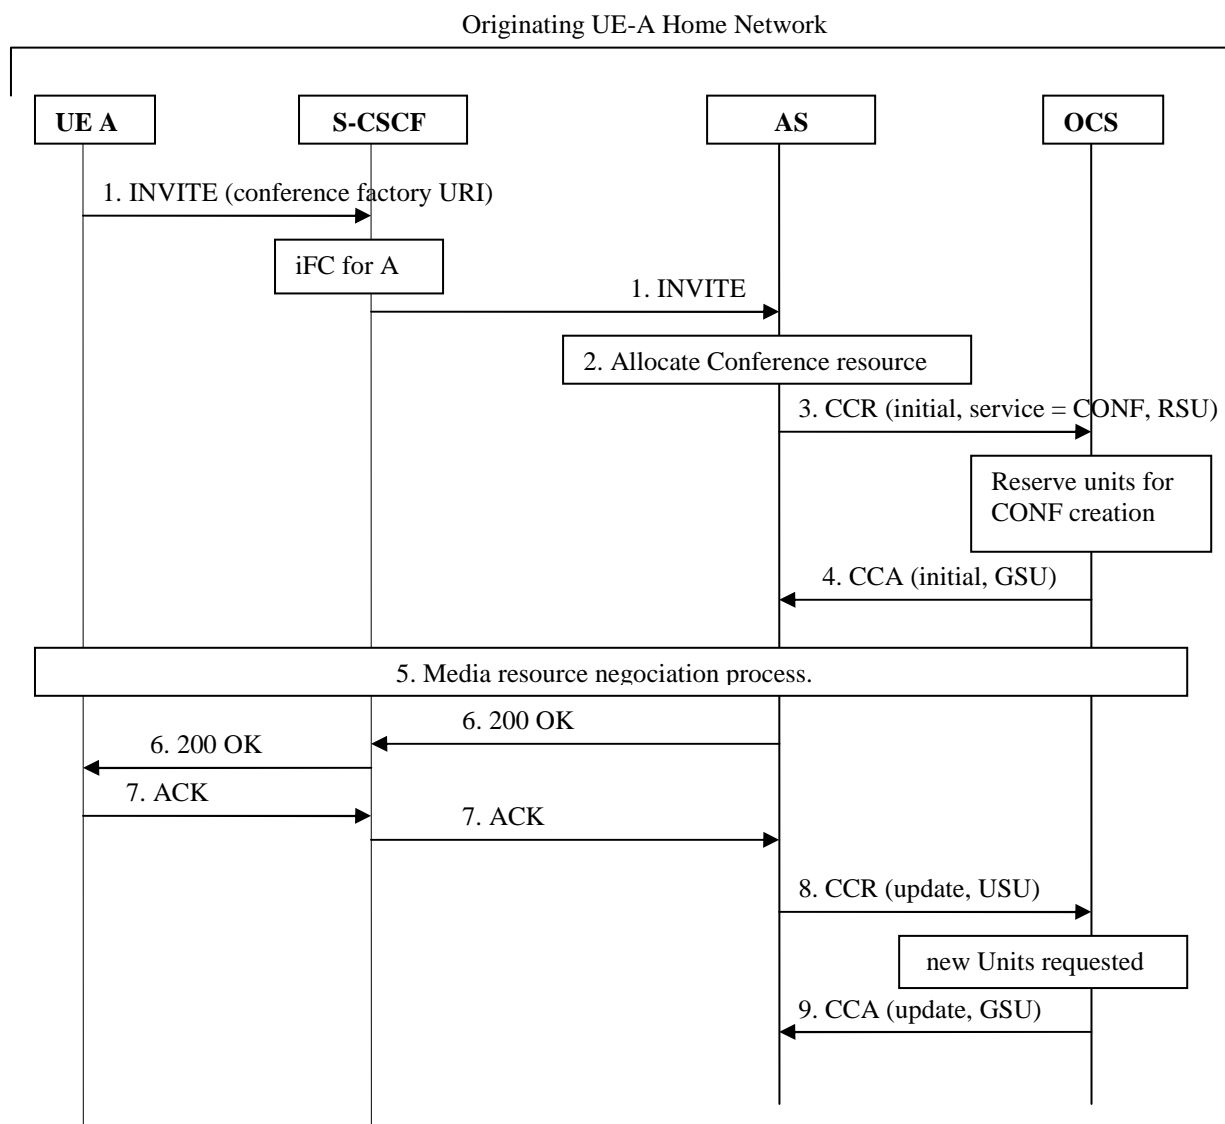 Originating UE-A Home Network
UE A
S-CSCF
AS
OCS
1. INVITE (conference factory URI)
iFC for A
1. INVITE
2. Allocate Conference resource
3. CCR (initial, service = CONF, RSU)
Reserve units for
CONF creation
4. CCA (initial, GSU)
5. Media resource negociation process.
6. 200 OK
6. 200 OK
7. ACK
7. ACK
8. CCR (update, USU)
new Units requested
9. CCA (update, GSU)